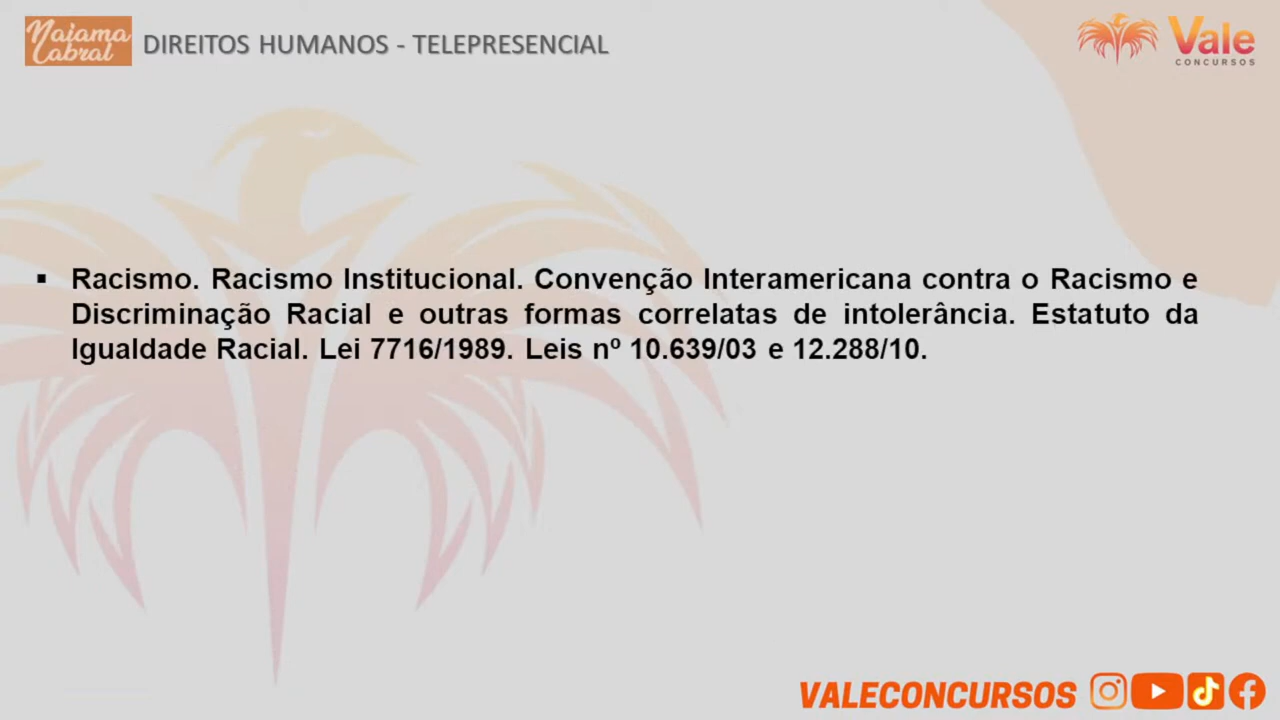 Naiama
Cabral
DIREITOS HUMANOS - TELEPRESENCIAL
Vale
CONCURSOS
▪ Racismo. Racismo Institucional. Convenção Interamericana contra o Racismo e
Discriminação Racial e outras formas correlatas de intolerância. Estatuto da
Igualdade Racial. Lei 7716/1989. Leis nº 10.639/03 e 12.288/10.
VALECONCURSOS